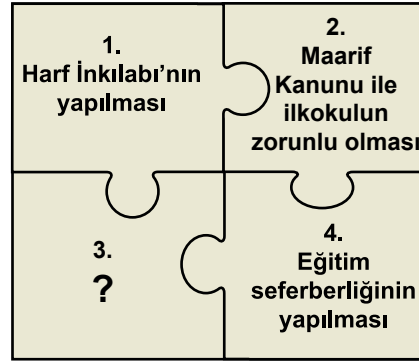 1.
Harf İnkılabı’nın
yapılması
2.
Maarif
Kanunu ile
ilkokulun
zorunlu olması
3.
?
4.
Eğitim
seferberliğinin
yapılması